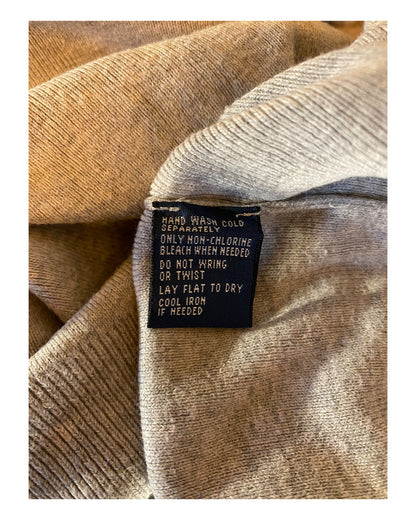 HAND WASH COLD
SEPARATELY
ONLY NON-CHLORINE
BLEACH WHEN NEEDED
DO NOT WRING
OR TWIST
LAY FLAT TO DRY
COOL IRON
IF NEEDED